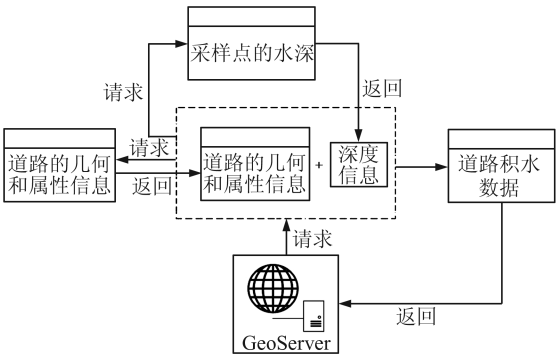 采样点的水深
请求
返回
道路的几何
和属性信息
请求
返回
道路的几何
和属性信息
+
深度
信息
道路积水
数据
请求
返回
GeoServer